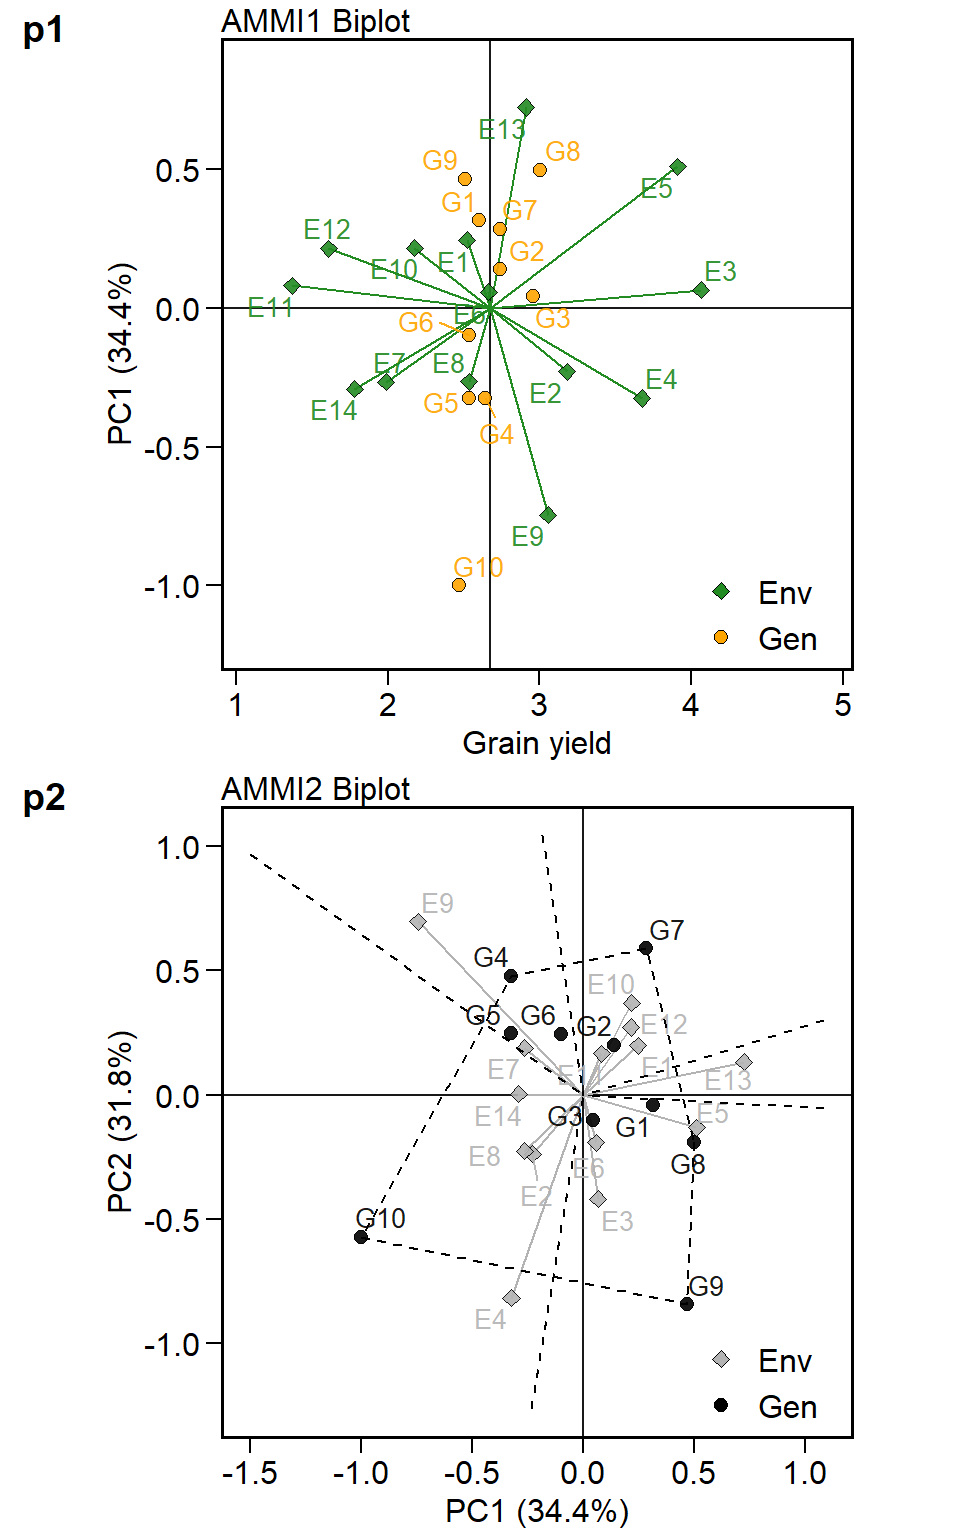 p1
AMMI1 Biplot
E13
G9
G8
E5
G1
G7
E12
G2
E10
E1
E3
E11
E6
G6
G3
E7
E8
E4
E2
G5
E14
G4
E9
G10
0.5
0.0
-0.5
-1.0
PC1 (34.4%)
Env
Gen
1 2 3 4 5
Grain yield
p2
AMMI2 Biplot
E9
G7
G4
E10
G5 G6 G2 E12
E7 E11 E1
E13
E14 G3 G1 E5
E8 E6 G8
E2
G10 E3
G9
E4
1.0
0.5
0.0
-0.5
-1.0
PC2 (31.8%)
Env
Gen
-1.5 -1.0 -0.5 0.0 0.5 1.0
PC1 (34.4%)